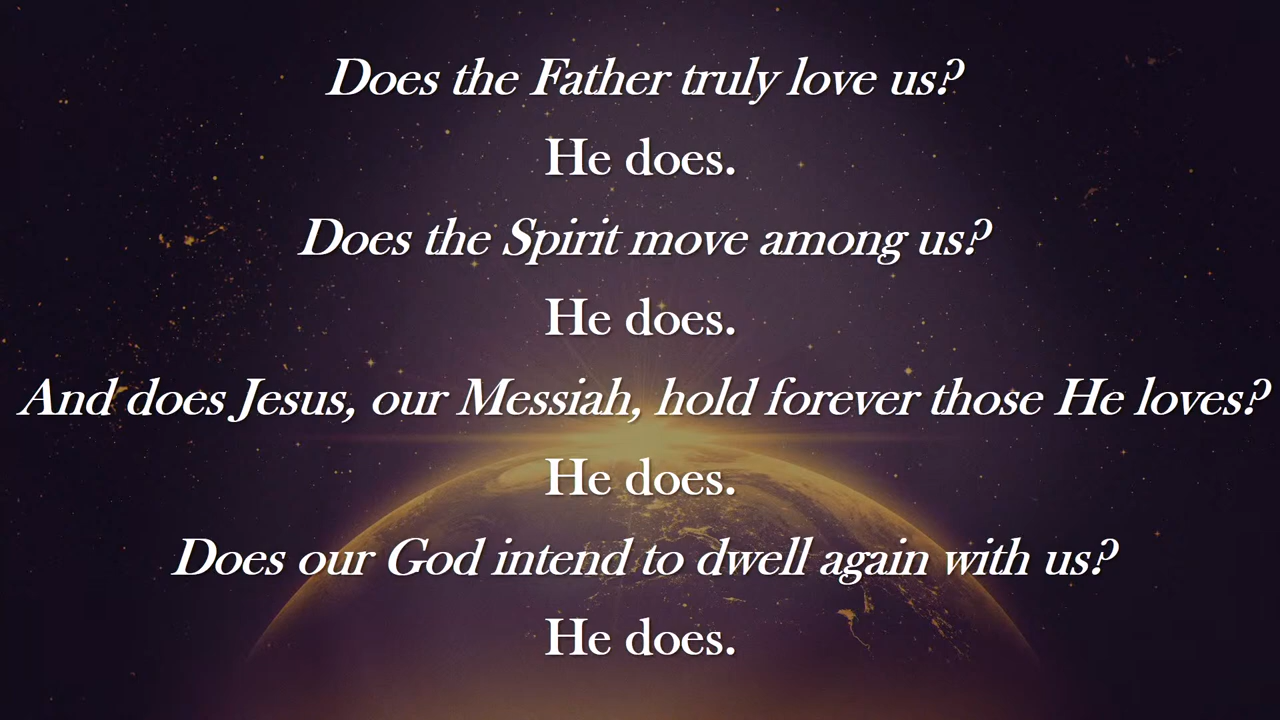 Does the Father truly love us?
He does.
Does the Spirit move among us?
He does.
And does Jesus, our Messiah, hold forever those He loves?
He does.
Does our God intend to dwell again with us?
He does.